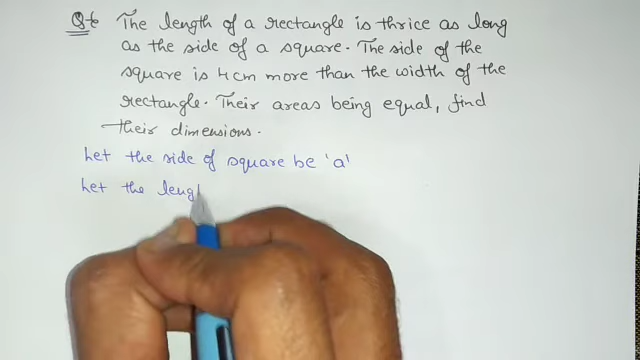 Q6 The length of a rectangle is thrice as long
as the side of a square. The side of the
square is 4cm more than the width of the
rectangle. Their areas being equal, find
their dimensions.
Let the side of square be 'a'
Let the leng